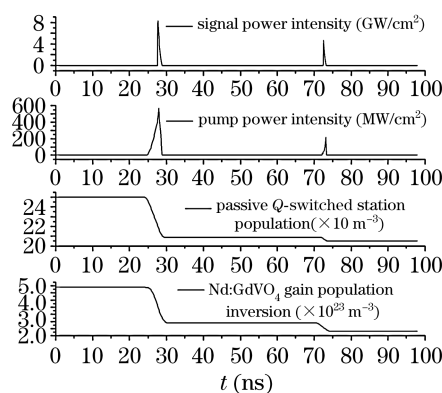 8
4
0
signal power intensity (GW/cm²)
0 10 20 30 40 50 60 70 80 90 100
600
400
200
0
pump power intensity (MW/cm²)
0 10 20 30 40 50 60 70 80 90 100
24
22
20
passive Q-switched station
population(×10 m⁻³)
0 10 20 30 40 50 60 70 80 90 100
5.0
4.0
3.0
2.0
Nd:GdVO₄ gain population
inversion (×10²³ m⁻³)
0 10 20 30 40 50 60 70 80 90 100
t (ns)